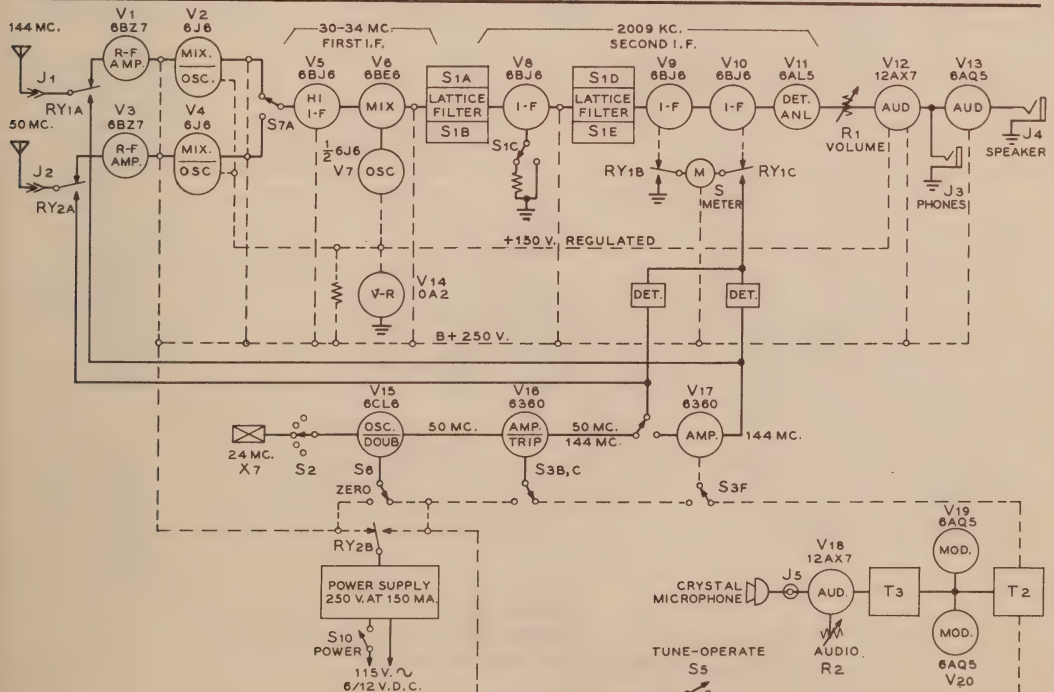 144 MC.
J1
RY1A
50 MC.
J2
RY2A
V1
6BZ7
R-F
AMP.
V3
6BZ7
R-F
AMP.
V2
6J6
MIX.
OSC.
V4
6J6
MIX.
OSC
S7A
30-34 MC.
FIRST I.F.
V5
6BJ6
HI
I-F
V6
6BE6
MIX
1/2 6J6
V7
OSC
2009 KC.
SECOND I.F.
S1A
LATTICE
FILTER
S1B
V8
6BJ6
I-F
S1C
S1D
LATTICE
FILTER
S1E
V9
6BJ6
I-F
V10
6BJ6
I-F
V11
6AL5
DET.
ANL
RY1B
M
S
METER
RY1C
R1
VOLUME
V12
12AX7
AUD
V13
6AQ5
AUD
J4
SPEAKER
J3
PHONES
+150 V. REGULATED
V-R
V14
0A2
DET.
DET.
B+ 250 V.
24 MC.
X7
S2
V15
6CL6
OSC.
DOUB
50 MC.
V16
6360
AMP.
TRIP
50 MC.
144 MC.
V17
6360
AMP.
144 MC.
S6
ZERO
S3B,C
S3F
RY2B
POWER SUPPLY
250 V. AT 150 MA.
S10
POWER
115 V. ~
6/12 V.D.C.
CRYSTAL
MICROPHONE
J5
V18
12AX7
AUD.
AUDIO
R2
T3
V19
6AQ5
MOD.
MOD.
6AQ5
V20
T2
TUNE-OPERATE
S5